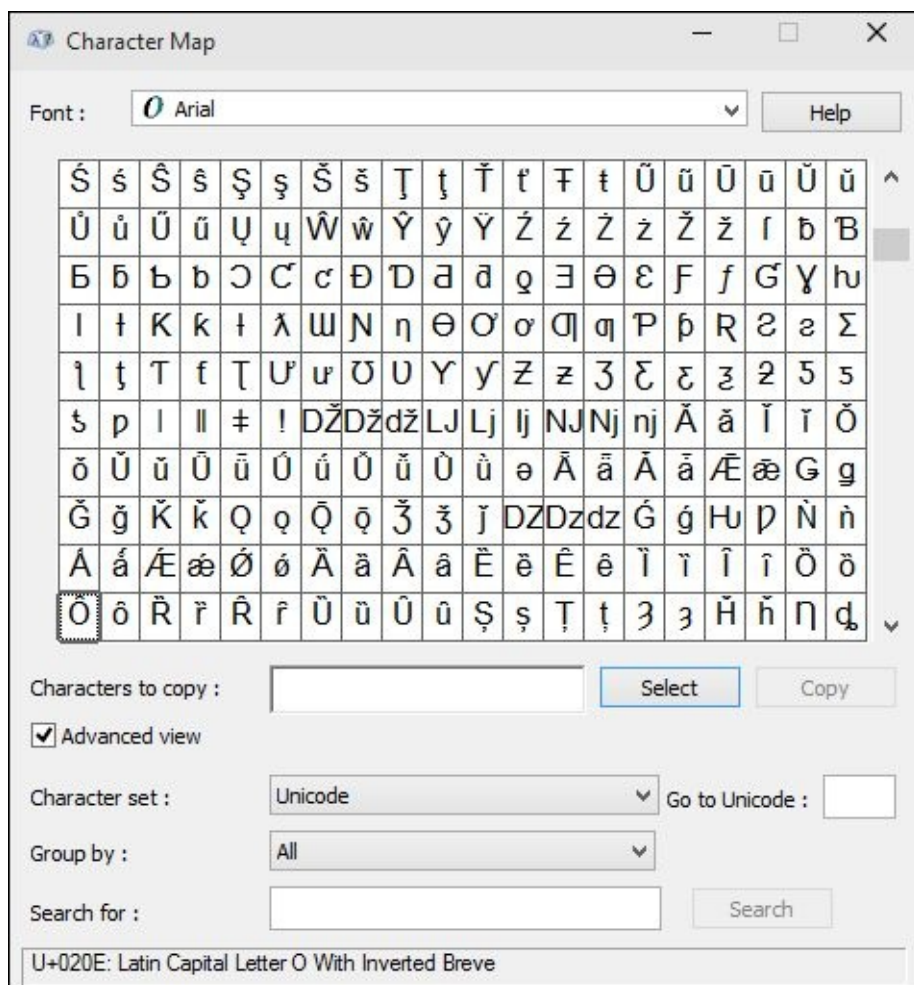 Character Map
Font : O Arial Help
Ś ś Ŝ ŝ Ş ş Š š Ţ ţ Ť ť Ŧ ŧ Ũ ũ Ū ū Ŭ ŭ
Ů ů Ű ű Ų ų Ŵ ŵ Ŷ ŷ Ÿ Ź ź Ż ż Ž ž ſ ƀ Ɓ
Ƃ ƃ Ƅ ƅ Ɔ Ƈ ƈ Ɖ Ɗ Ƌ ƌ ƍ Ǝ Ə Ɛ Ƒ ƒ Ɠ Ɣ ƕ
Ɩ Ɨ Ƙ ƙ ƚ ƛ Ɯ Ɲ ƞ Ɵ Ơ ơ Ƣ ƣ Ƥ ƥ Ʀ Ƨ ƨ Ʃ
ƪ ƫ Ƭ ƭ Ʈ Ư ư Ʊ Ʋ Ƴ ƴ Ƶ ƶ Ʒ Ƹ ƹ ƺ ƻ Ƽ ƽ
ƾ ƿ ǀ ǁ ǂ ǃ Ǆ ǅ ǆ Ǉ ǈ ǉ Ǌ ǋ ǌ Ǎ ǎ Ǐ ǐ Ǒ
ǒ Ǔ ǔ Ǖ ǖ Ǘ ǘ Ǚ ǚ Ǜ ǜ ǝ Ǟ ǟ Ǡ ǡ Ǣ ǣ Ǥ ǥ
Ǧ ǧ Ǩ ǩ Ǫ ǫ Ǭ ǭ Ǯ ǯ ǰ Ǳ ǲ ǳ Ǵ ǵ Ƕ Ƿ Ǹ ǹ
Ǻ ǻ Ǽ ǽ Ǿ ǿ Ȁ ȁ Ȃ ȃ Ȅ ȅ Ȇ ȇ Ȉ ȉ Ȋ ȋ Ȍ ȍ
Ȏ ȏ Ȑ ȑ Ȓ ȓ Ȕ ȕ Ȗ ȗ Ș ș Ț ț Ȝ ȝ Ȟ ȟ Ƞ ȡ
Characters to copy : Select Copy
Advanced view
Character set : Unicode Go to Unicode :
Group by : All
Search for : Search
U+020E: Latin Capital Letter O With Inverted Breve